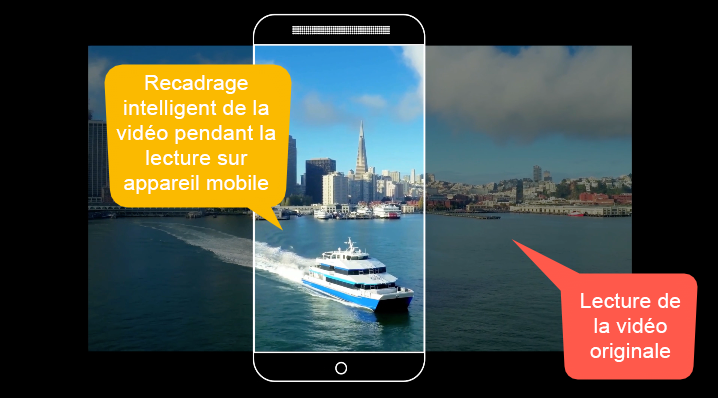 Recadrage
intelligent de la
vidéo pendant la
lecture sur
appareil mobile
Lecture de
la vidéo
originale